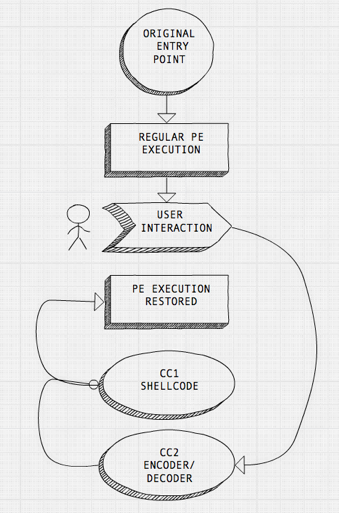 ORIGINAL
ENTRY
POINT
REGULAR PE
EXECUTION
USER
INTERACTION
PE EXECUTION
RESTORED
CC1
SHELLCODE
CC2
ENCODER/
DECODER